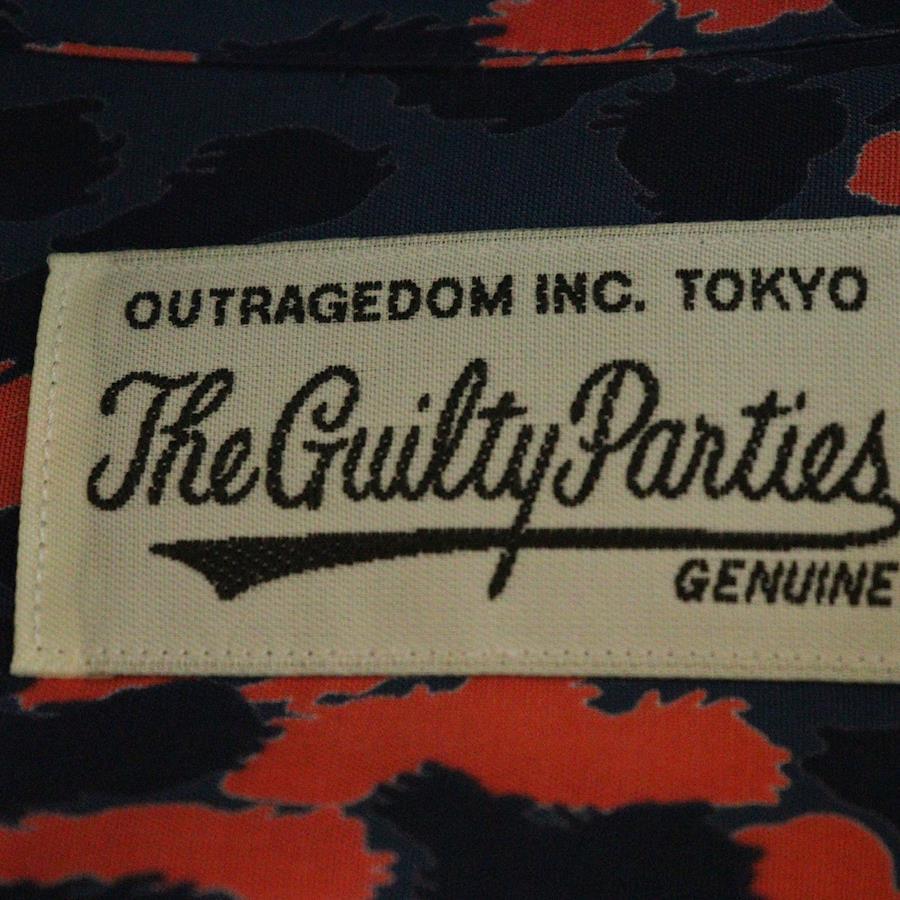 OUTRAGEDOM INC. TOKYO
The Guilty Parties
GENUINE